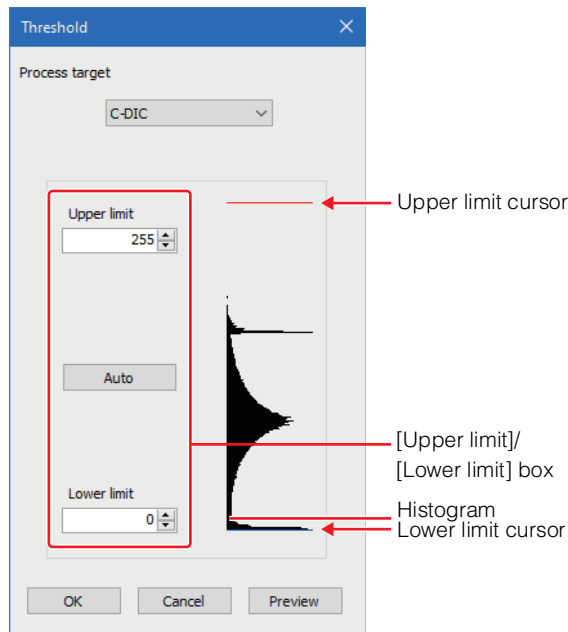 Threshold
Process target
C-DIC
Upper limit cursor
Upper limit
255
Auto
[Upper limit]/
[Lower limit] box
Lower limit
0
Histogram
Lower limit cursor
OK
Cancel
Preview